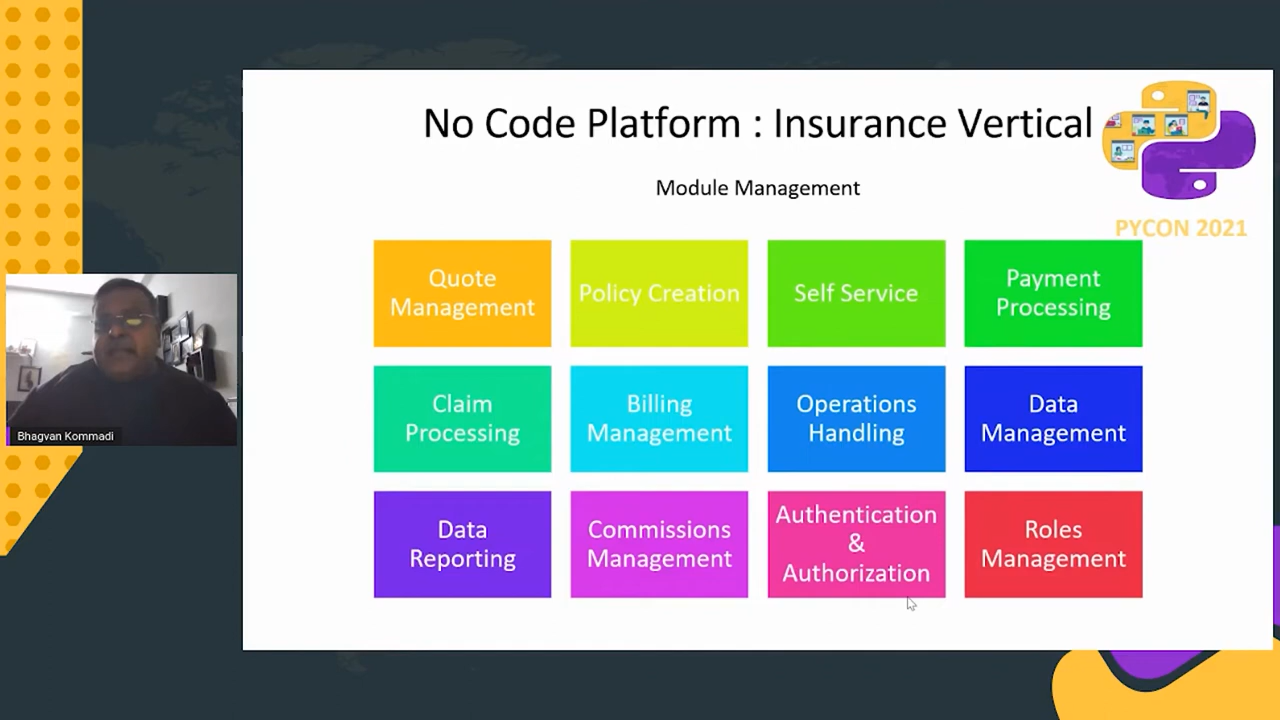 No Code Platform : Insurance Vertical
Module Management
PYCON 2021
Quote
Management
Policy Creation
Self Service
Payment
Processing
Claim
Processing
Billing
Management
Operations
Handling
Data
Management
Data
Reporting
Commissions
Management
Authentication
&
Authorization
Roles
Management
Bhagvan Kommadi